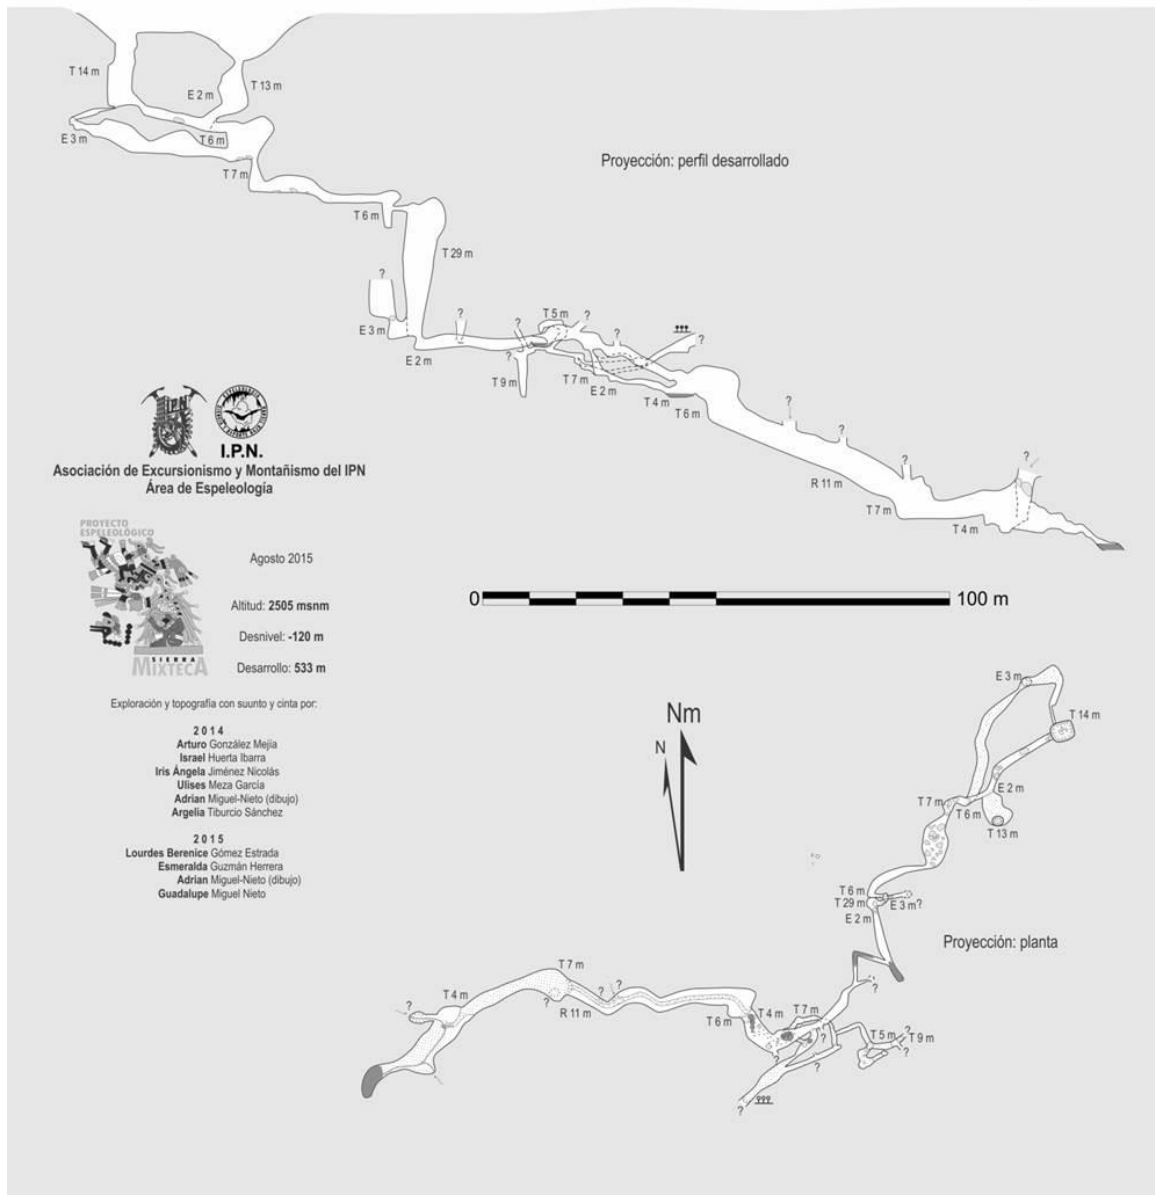 T 14 m
E 2 m
T 13 m
E 3 m
T 6 m
T 7 m
Proyección: perfil desarrollado
T 6 m
T 29 m
?
E 3 m
?
E 2 m
?
T 5 m
?
?
?
?
T 9 m
T 7 m
E 2 m
T 4 m
T 6 m
?
?
?
?
R 11 m
T 7 m
T 4 m
IPN
I.P.N.
Asociación de Excursionismo y Montañismo del IPN
Área de Espeleología
PROYECTO
ESPELEOLÓGICO
SIERRA
MIXTECA
Agosto 2015
Altitud: 2505 msnm
Desnivel: -120 m
Desarrollo: 533 m
0 100 m
Exploración y topografía con suunto y cinta por:
2014
Arturo González Mejía
Israel Huerta Ibarra
Iris Ángela Jiménez Nicolás
Ulises Meza García
Adrian Miguel-Nieto (dibujo)
Argelia Tiburcio Sánchez
2015
Lourdes Berenice Gómez Estrada
Esmeralda Guzmán Herrera
Adrian Miguel-Nieto (dibujo)
Guadalupe Miguel Nieto
Nm
N
E 3 m
T 14 m
E 2 m
T 7 m
T 6 m
T 13 m
T 6 m
T 29 m
E 3 m?
E 2 m
Proyección: planta
?
T 7 m
?
T 4 m
?
?
?
R 11 m
T 6 m
T 4 m
T 7 m
?
T 5 m
?
T 9 m
?
?
?
?